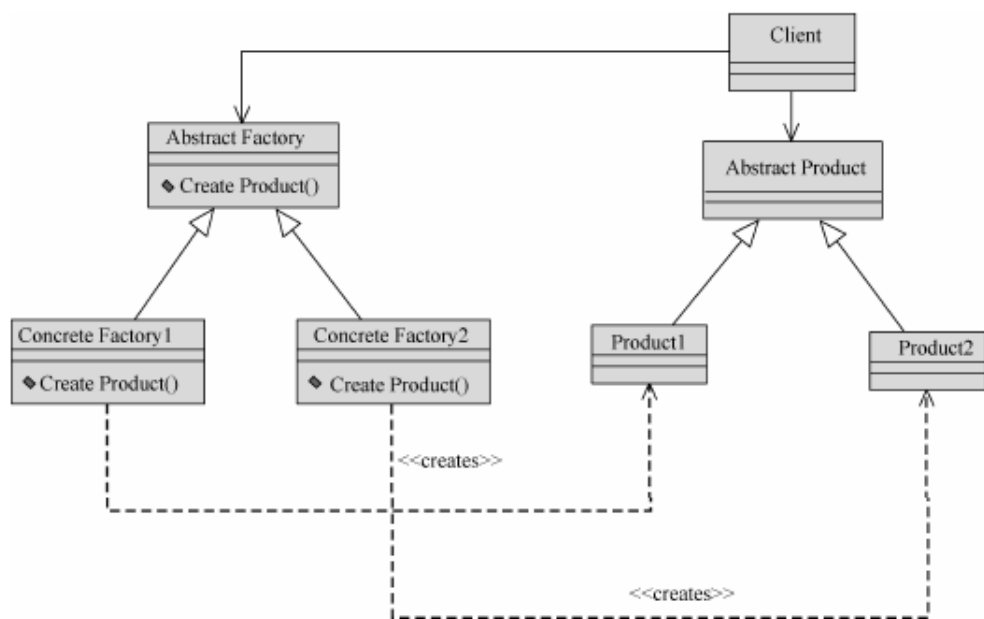 Client
Abstract Factory
Create Product()
Abstract Product
Concrete Factory1
Create Product()
Concrete Factory2
Create Product()
Product1
Product2
<<creates>>
<<creates>>